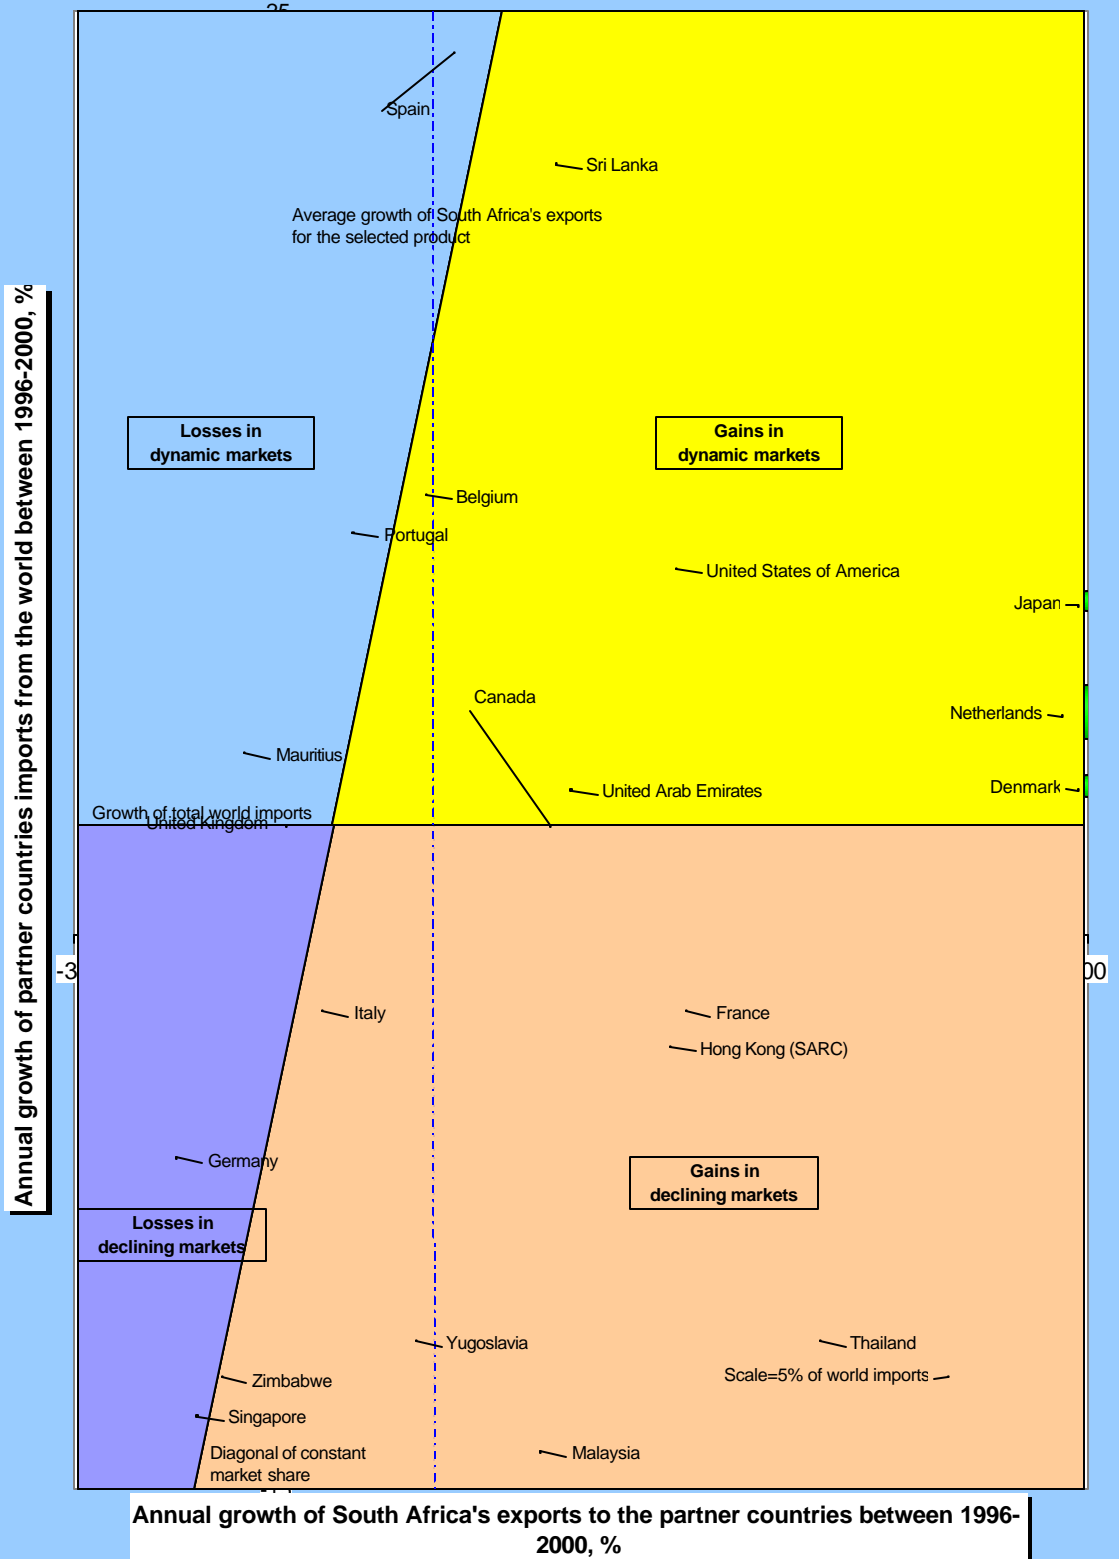 25
Spain
Sri Lanka
Average growth of South Africa's exports
for the selected product
Annual growth of partner countries imports from the world between 1996-2000, %
Losses in
dynamic markets
Gains in
dynamic markets
Belgium
Portugal
United States of America
Japan
Canada
Netherlands
Mauritius
United Arab Emirates
Denmark
Growth of total world imports
United Kingdom
-3
00
Italy
France
Hong Kong (SARC)
Germany
Gains in
declining markets
Losses in
declining markets
Yugoslavia
Thailand
Scale=5% of world imports
Zimbabwe
Singapore
Diagonal of constant
market share
Malaysia
Annual growth of South Africa's exports to the partner countries between 1996-
2000, %